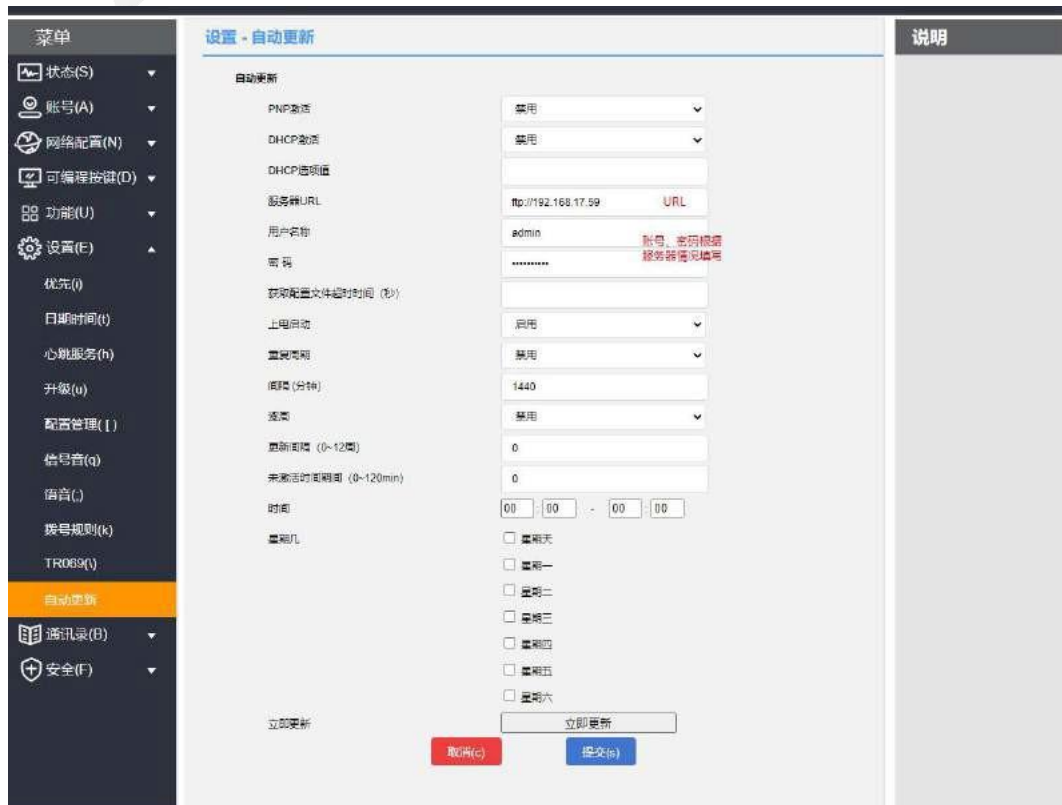 菜单
状态(S)
账号(A)
网络配置(N)
可编程按键(D)
功能(U)
设置(E)
优先(i)
日期时间(t)
心跳服务(h)
升级(u)
配置管理([)
信号音(q)
语音(;)
拨号规则(k)
TR069(\)
自动更新
通讯录(B)
安全(F)
设置 - 自动更新
自动更新
PNP激活 禁用
DHCP激活 禁用
DHCP选项值
服务器URL ftp://192.168.17.59 URL
用户名称 admin
账号、密码根据
服务器情况填写
密码 ••••••••••
获取配置文件超时时间（秒）
上电启动 启用
重复周期 禁用
间隔(分钟) 1440
逐周 禁用
更新间隔（0~12周） 0
未激活时间期间（0~120min） 0
时间 00 : 00 - 00 : 00
星期几 星期天
星期一
星期二
星期三
星期四
星期五
星期六
立即更新 立即更新
取消(c) 提交(s)
说明